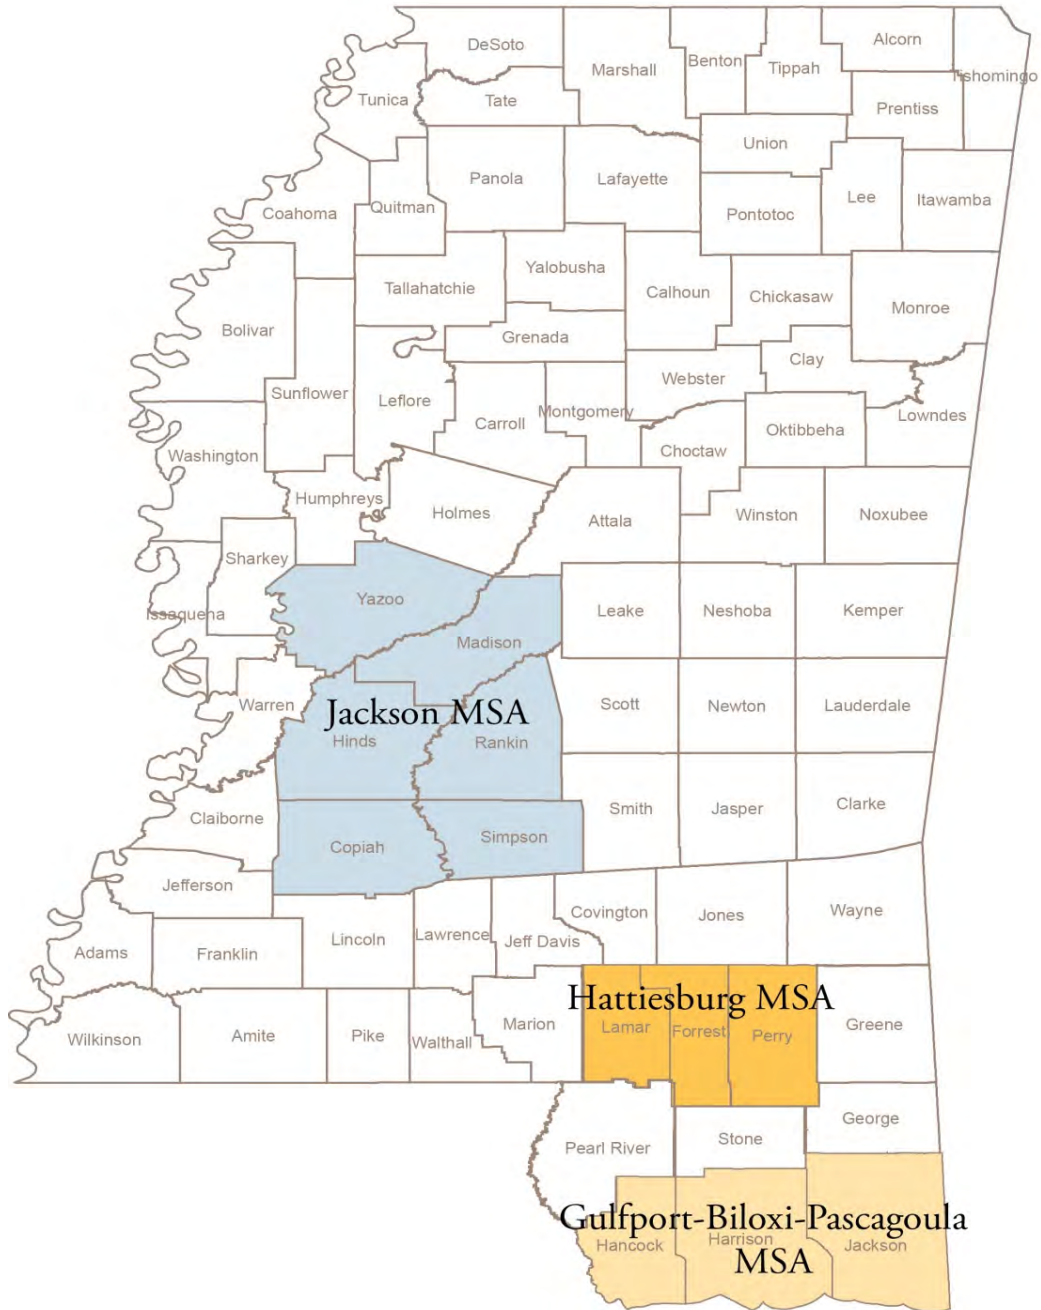 DeSoto
Marshall
Benton
Tippah
Alcorn
Tishomingo
Tunica
Tate
Prentiss
Union
Panola
Lafayette
Lee
Itawamba
Coahoma
Quitman
Pontotoc
Tallahatchie
Yalobusha
Calhoun
Chickasaw
Monroe
Bolivar
Grenada
Clay
Sunflower
Leflore
Webster
Carroll
Montgomery
Lowndes
Oktibbeha
Washington
Choctaw
Humphreys
Holmes
Attala
Winston
Noxubee
Sharkey
Issaquena
Yazoo
Leake
Neshoba
Kemper
Madison
Warren
Jackson MSA
Scott
Newton
Lauderdale
Hinds
Rankin
Claiborne
Smith
Jasper
Clarke
Copiah
Simpson
Jefferson
Covington
Jones
Wayne
Adams
Franklin
Lincoln
Lawrence
Jeff Davis
Hattiesburg MSA
Wilkinson
Amite
Pike
Walthall
Marion
Lamar
Forrest
Perry
Greene
George
Pearl River
Stone
Gulfport-Biloxi-Pascagoula
MSA
Hancock
Harrison
Jackson